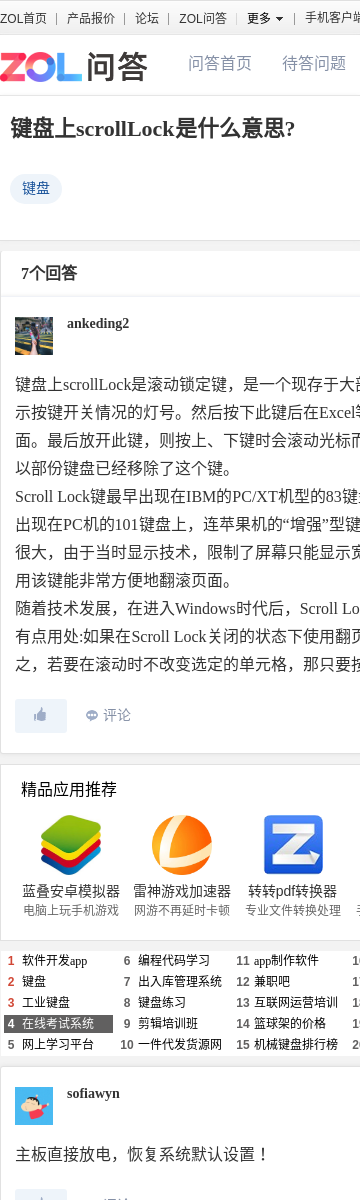 ZOL首页 | 产品报价 | 论坛 | ZOL问答 | 更多 | 手机客户端
ZOL问答 问答首页 待答问题
键盘上scrollLock是什么意思?
键盘
7个回答
ankeding2
键盘上scrollLock是滚动锁定键，是一个现存于大部
示按键开关情况的灯号。然后按下此键后在Excel等
面。最后放开此键，则按上、下键时会滚动光标而
以部份键盘已经移除了这个键。
Scroll Lock键最早出现在IBM的PC/XT机型的83键盘
出现在PC机的101键盘上，连苹果机的“增强”型键
很大，由于当时显示技术，限制了屏幕只能显示宽
用该键能非常方便地翻滚页面。
随着技术发展，在进入Windows时代后，Scroll Lo
有点用处:如果在Scroll Lock关闭的状态下使用翻页
之，若要在滚动时不改变选定的单元格，那只要按
评论
精品应用推荐
蓝叠安卓模拟器 雷神游戏加速器 转转pdf转换器
电脑上玩手机游戏 网游不再延时卡顿 专业文件转换处理
1 软件开发app 6 编程代码学习 11 app制作软件
2 键盘 7 出入库管理系统 12 兼职吧
3 工业键盘 8 键盘练习 13 互联网运营培训
4 在线考试系统 9 剪辑培训班 14 篮球架的价格
5 网上学习平台 10 一件代发货源网 15 机械键盘排行榜
sofiawyn
主板直接放电，恢复系统默认设置！